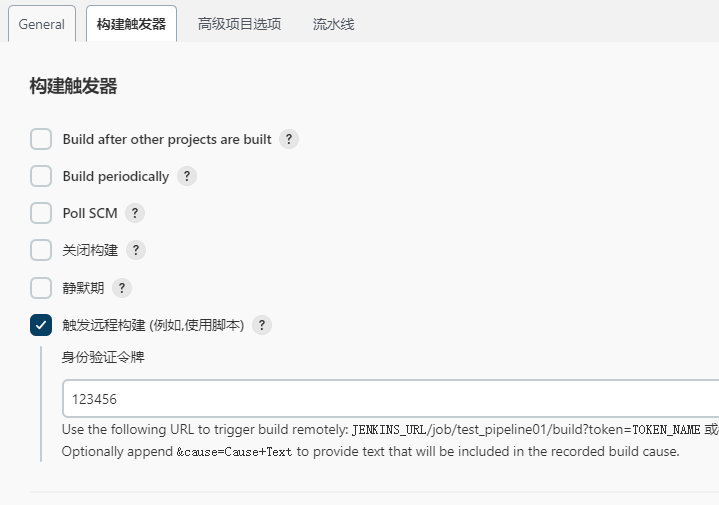 General 构建触发器 高级项目选项 流水线
构建触发器
Build after other projects are built ?
Build periodically ?
Poll SCM ?
关闭构建 ?
静默期 ?
触发远程构建 (例如,使用脚本) ?
身份验证令牌
123456
Use the following URL to trigger build remotely: JENKINS_URL/job/test_pipeline01/build?token=TOKEN_NAME 或
Optionally append &cause=Cause+Text to provide text that will be included in the recorded build cause.